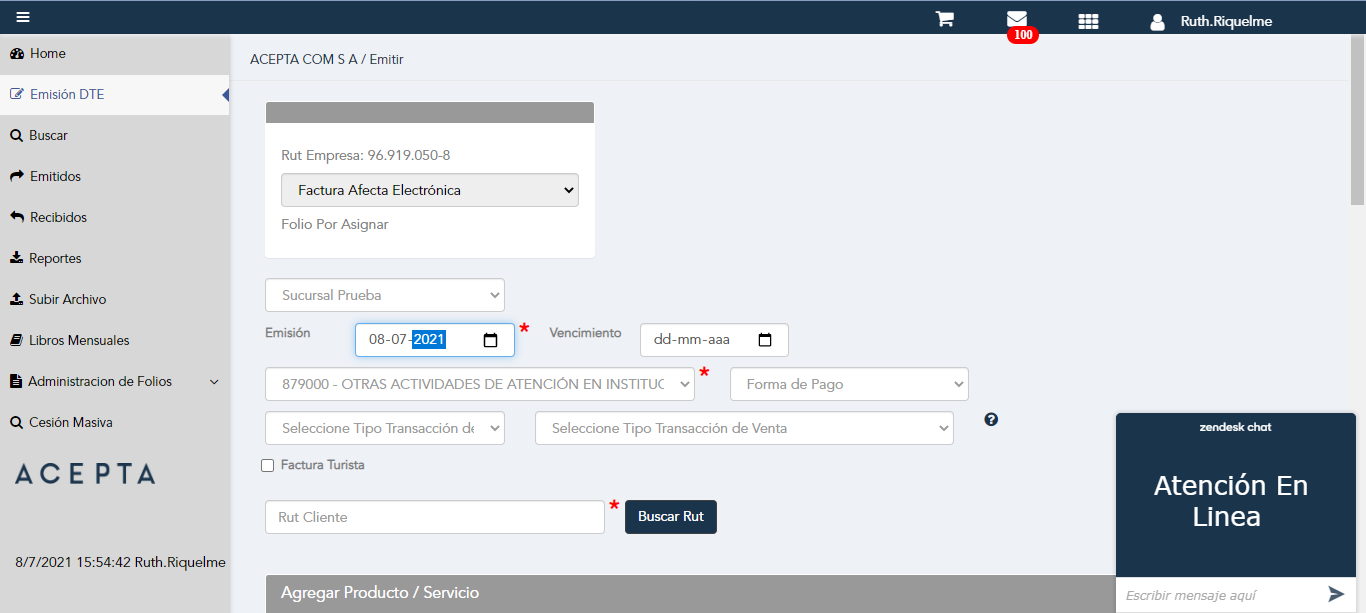 Ruth.Riquelme
100
Home
ACEPTA COM S A / Emitir
Emisión DTE
Buscar
Emitidos
Recibidos
Reportes
Subir Archivo
Libros Mensuales
Administracion de Folios
Cesión Masiva
ACEPTA
8/7/2021 15:54:42 Ruth.Riquelme
Rut Empresa: 96.919.050-8
Factura Afecta Electrónica
Folio Por Asignar
Sucursal Prueba
Emisión 08-07-2021 * Vencimiento dd-mm-aaa
879000 - OTRAS ACTIVIDADES DE ATENCIÓN EN INSTITUC * Forma de Pago
Seleccione Tipo Transacción de Seleccione Tipo Transacción de Venta ?
Factura Turista
Rut Cliente * Buscar Rut
Agregar Producto / Servicio
zendesk chat
Atención En
Linea
Escribir mensaje aquí